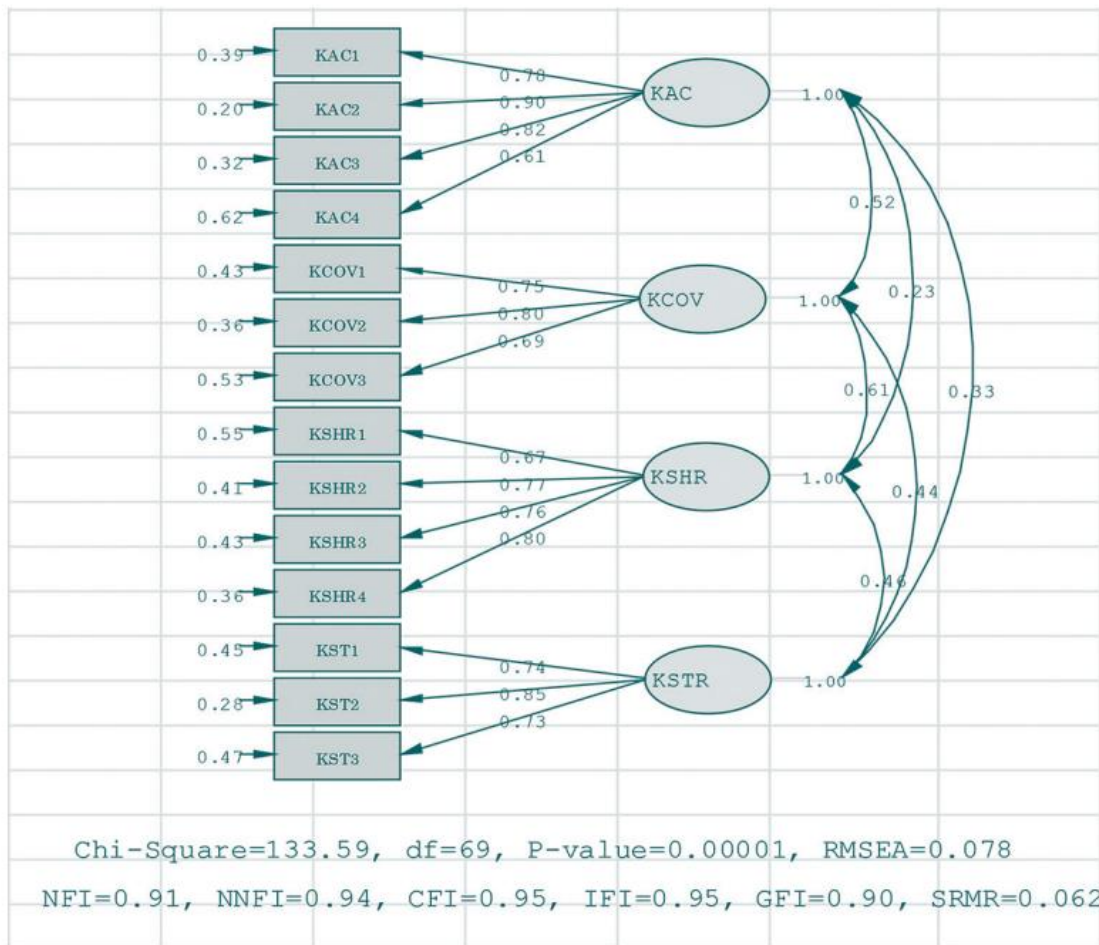 0.39 KAC1 0.78 KAC 1.00
0.20 KAC2 0.90
0.32 KAC3 0.82
0.61
0.62 KAC4 0.52
0.43 KCOV1 0.75 KCOV 1.00 0.23
0.36 KCOV2 0.80
0.69
0.53 KCOV3 0.61 0.33
0.55 KSHR1 0.67
0.41 KSHR2 0.77 KSHR 1.00 0.44
0.76
0.43 KSHR3 0.80
0.36 KSHR4 0.46
0.45 KST1 0.74 KSTR 1.00
0.28 KST2 0.85
0.73
0.47 KST3
Chi-Square=133.59, df=69, P-value=0.00001, RMSEA=0.078
NFI=0.91, NNFI=0.94, CFI=0.95, IFI=0.95, GFI=0.90, SRMR=0.062